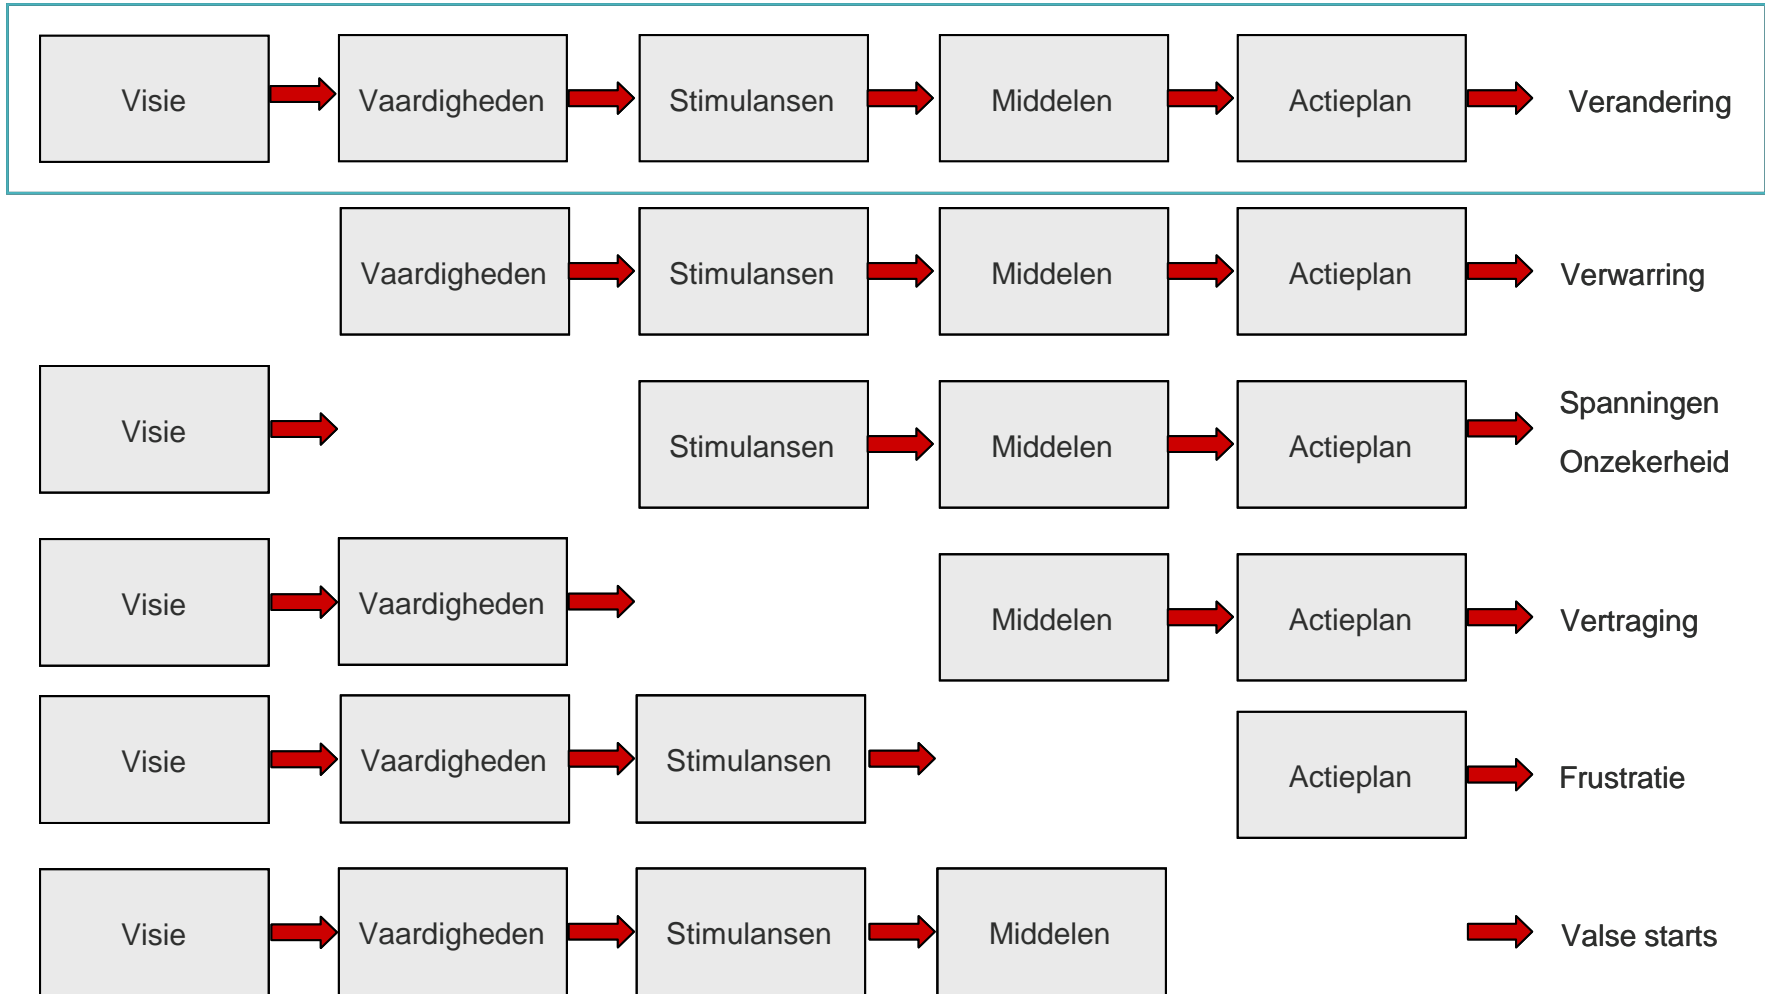 Visie
Vaardigheden
Stimulansen
Middelen
Actieplan
Verandering
Vaardigheden
Stimulansen
Middelen
Actieplan
Verwarring
Visie
Stimulansen
Middelen
Actieplan
Spanningen
Onzekerheid
Visie
Vaardigheden
Middelen
Actieplan
Vertraging
Visie
Vaardigheden
Stimulansen
Actieplan
Frustratie
Visie
Vaardigheden
Stimulansen
Middelen
Valse starts